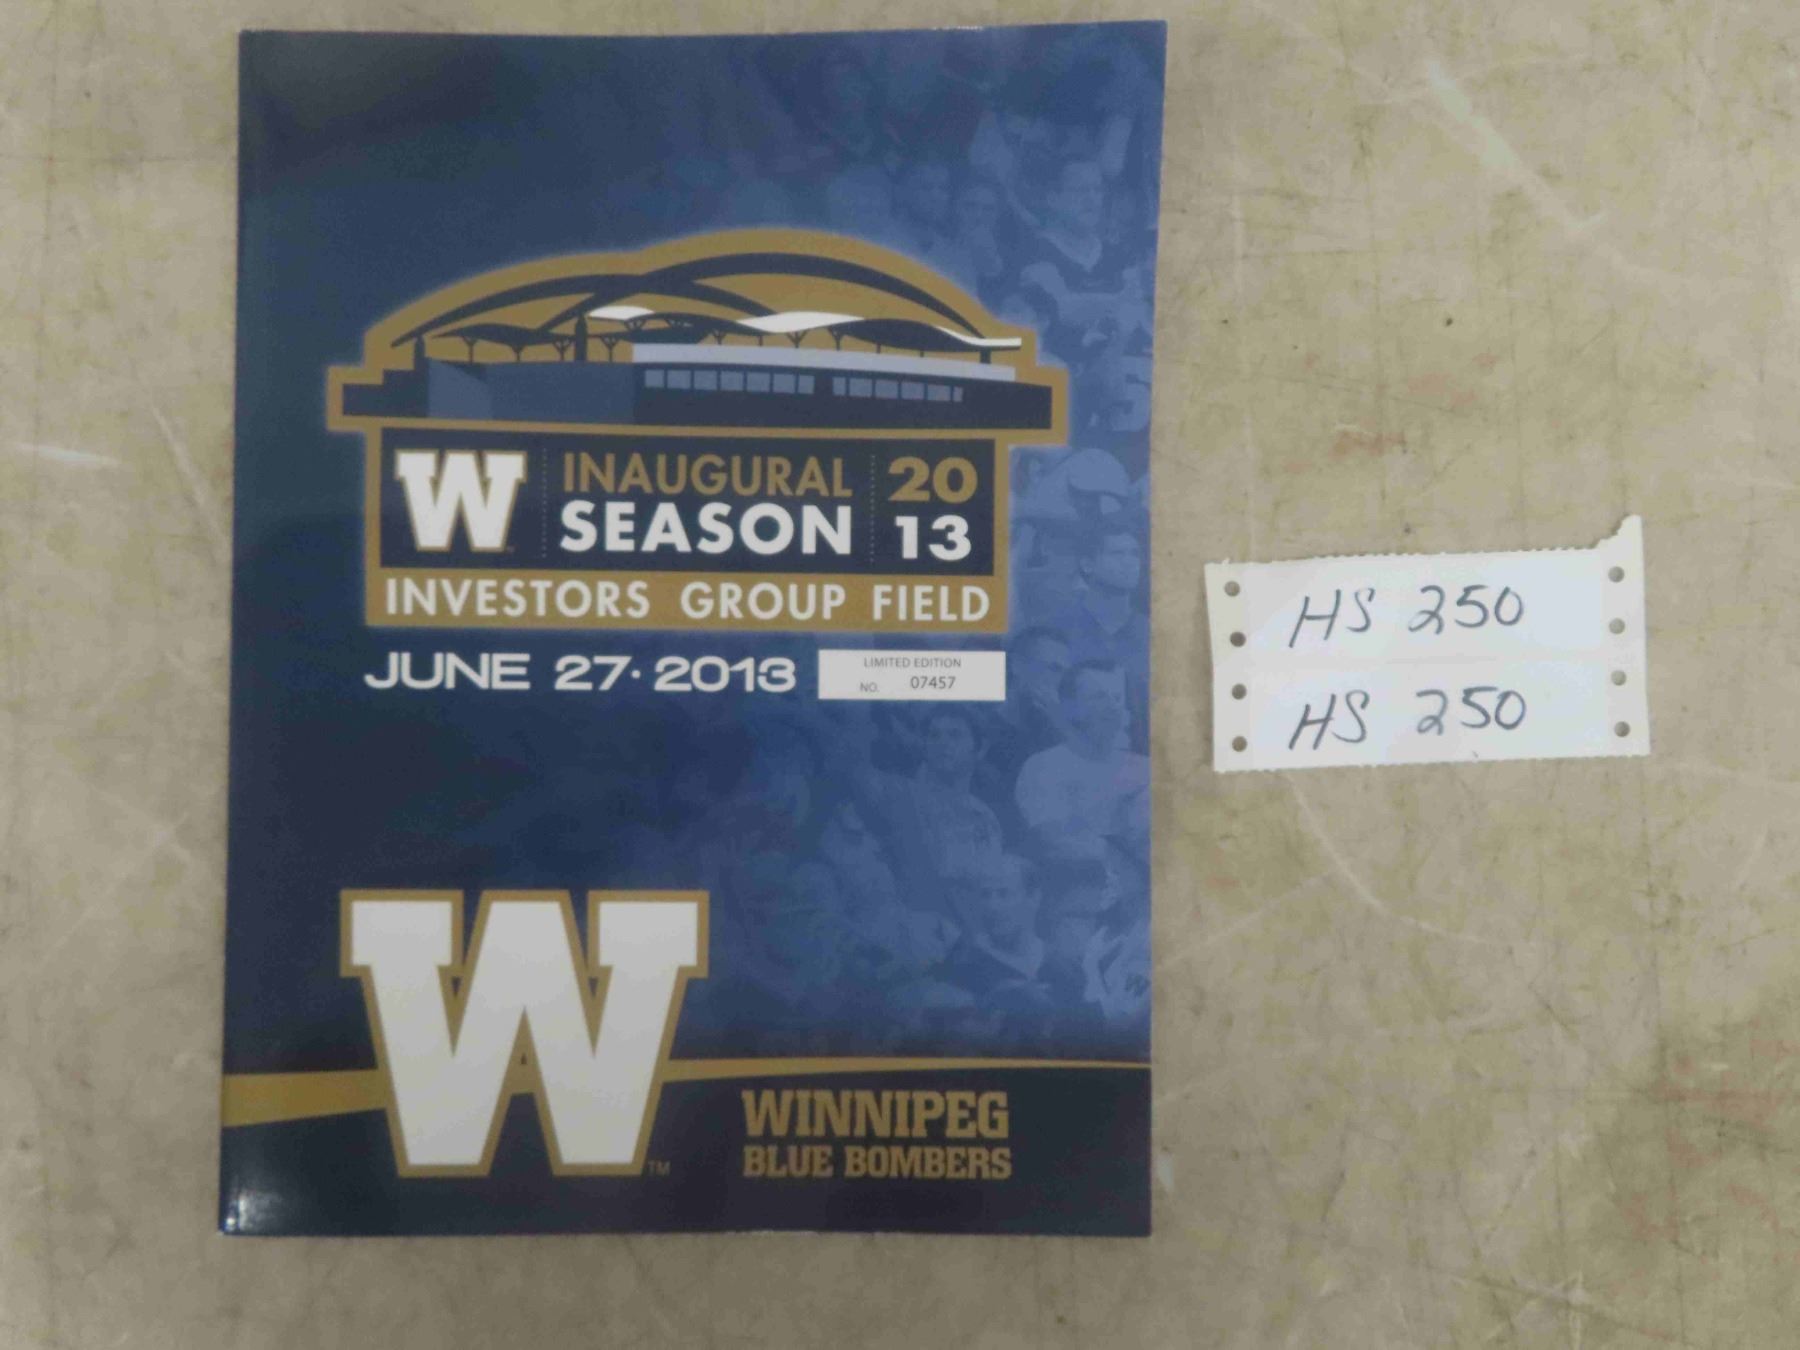 W INAUGURAL SEASON 20 13
INVESTORS GROUP FIELD
JUNE 27·2013
LIMITED EDITION
NO. 07457
W TM
WINNIPEG
BLUE BOMBERS
HS 250
HS 250